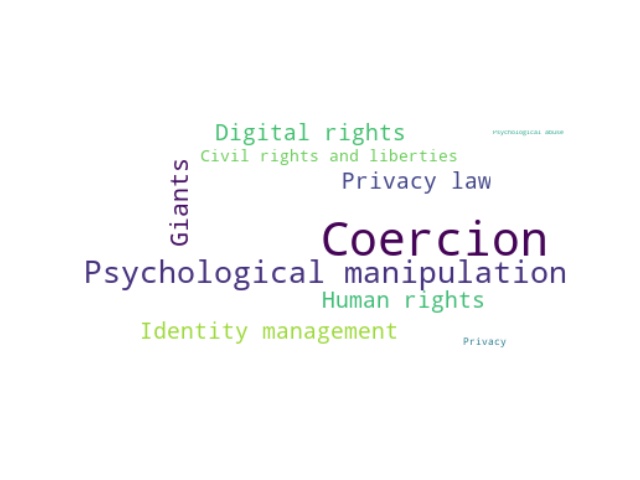 Digital rights
Psychological abuse
Civil rights and liberties
Giants
Privacy law
Coercion
Psychological manipulation
Human rights
Identity management
Privacy